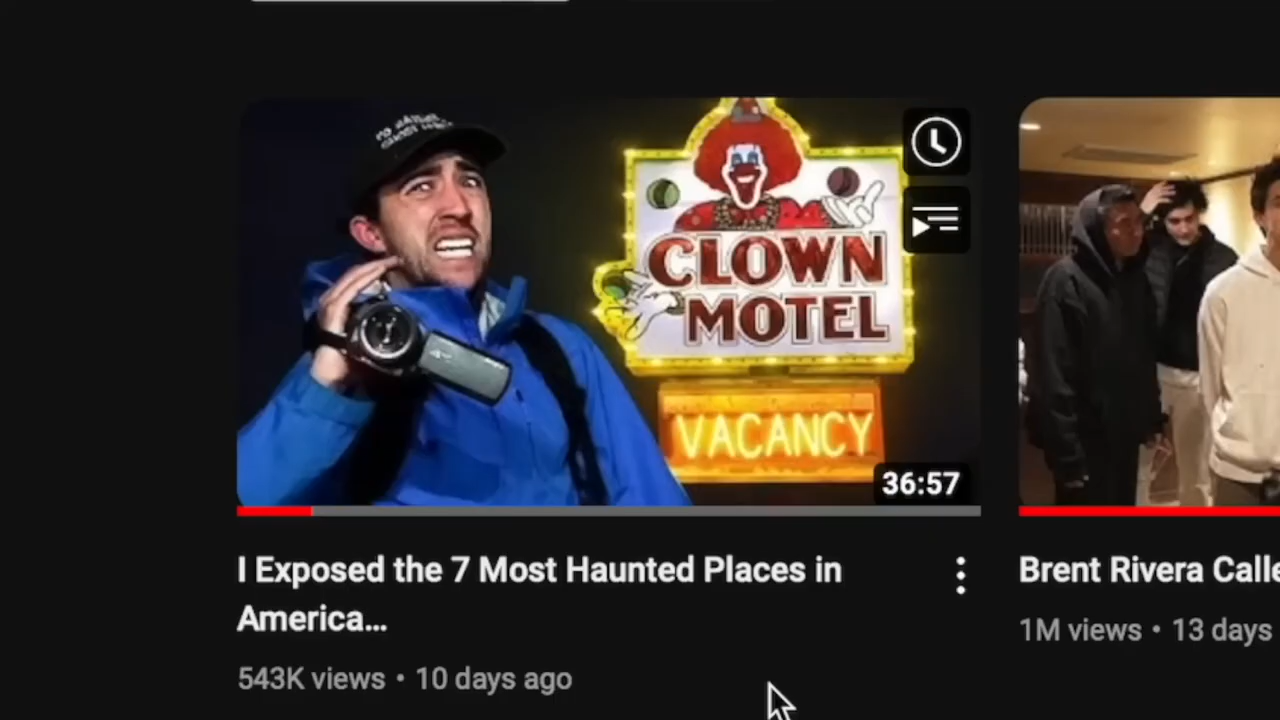 CLOWN
MOTEL
VACANCY
36:57
I Exposed the 7 Most Haunted Places in
America...
543K views • 10 days ago
Brent Rivera Calle
1M views • 13 days